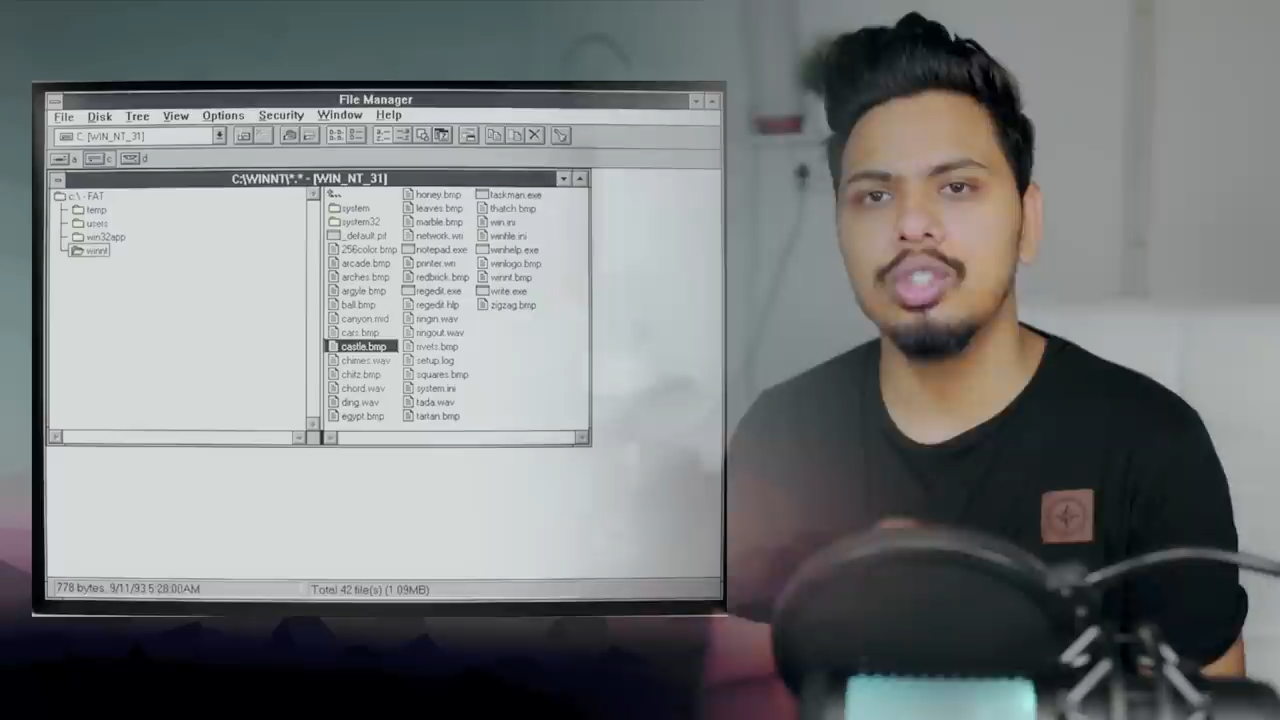 File Manager
File Disk Tree View Options Security Window Help
C: [WIN_NT_31]
a c d
C:\WINNT\*.* - [WIN_NT_31]
c:\ - FAT
temp
users
win32app
winnt
..
system
system32
_default.pif
256color.bmp
arcade.bmp
arches.bmp
argyle.bmp
ball.bmp
canyon.mid
cars.bmp
castle.bmp
chimes.wav
chitz.bmp
chord.wav
ding.wav
egypt.bmp
honey.bmp
leaves.bmp
marble.bmp
network.wri
notepad.exe
printer.wri
redbrick.bmp
regedit.exe
regedit.hlp
ringin.wav
ringout.wav
rivets.bmp
setup.log
squares.bmp
system.ini
tada.wav
tartan.bmp
taskman.exe
thatch.bmp
win.ini
winfile.ini
winhelp.exe
winlogo.bmp
winnt.bmp
write.exe
zigzag.bmp
778 bytes, 9/11/93 5:28:00AM
Total 42 file(s) (1.09MB)